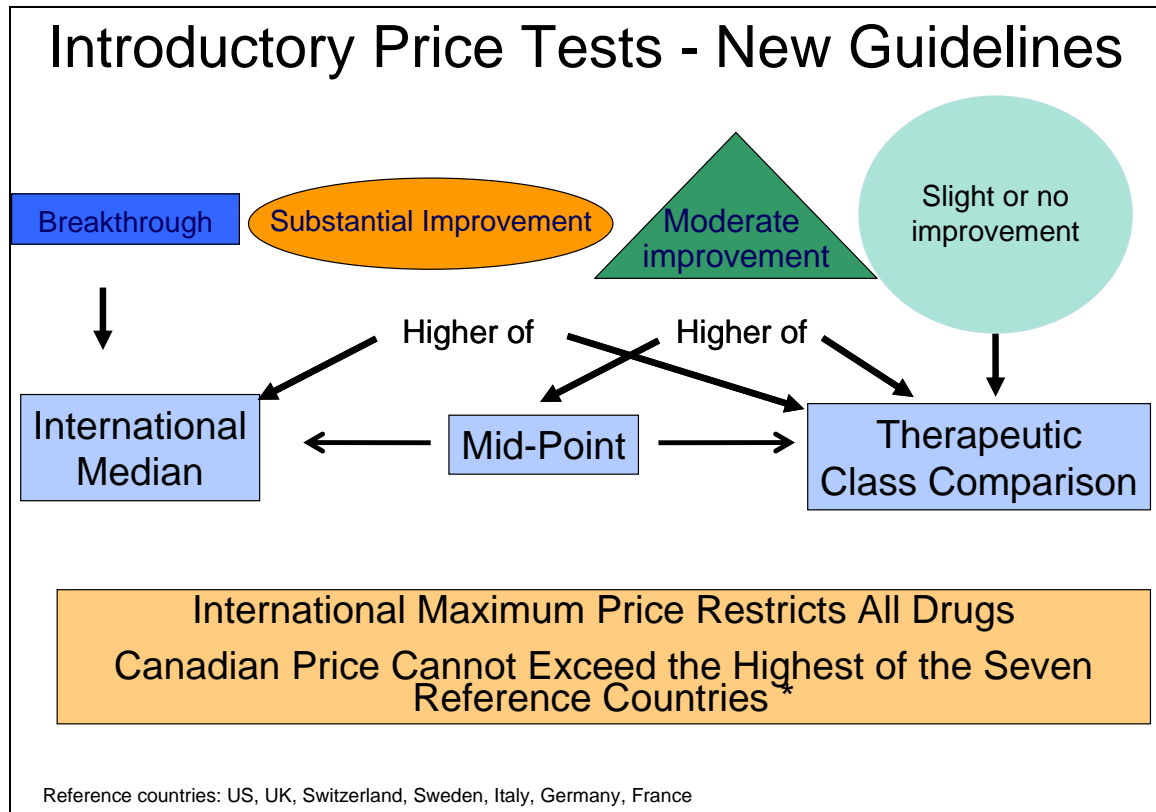 Introductory Price Tests - New Guidelines
Breakthrough
Substantial Improvement
Moderate
improvement
Slight or no
improvement
Higher of
Higher of
International
Median
Mid-Point
Therapeutic
Class Comparison
International Maximum Price Restricts All Drugs
Canadian Price Cannot Exceed the Highest of the Seven
Reference Countries *
Reference countries: US, UK, Switzerland, Sweden, Italy, Germany, France